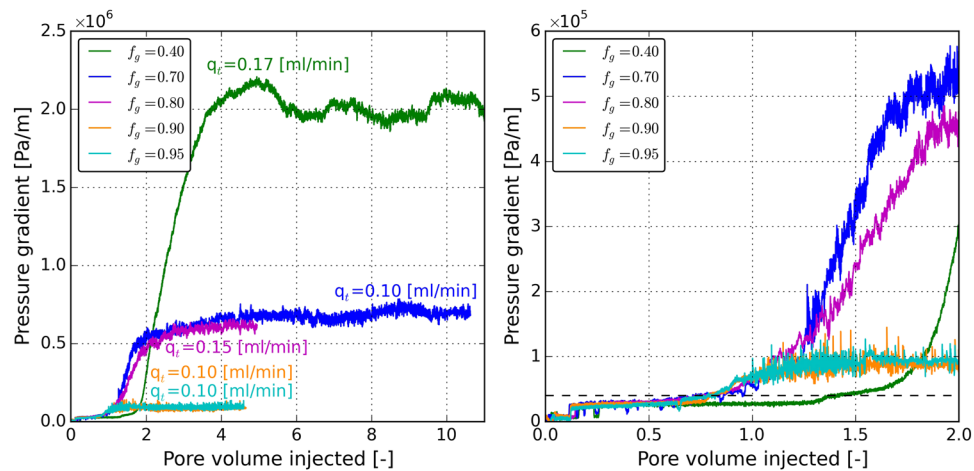 ×10⁶
2.5
2.0
1.5
1.0
0.5
0.0
0 2 4 6 8 10
Pressure gradient [Pa/m]
Pore volume injected [-]
f_g=0.40
f_g=0.70
f_g=0.80
f_g=0.90
f_g=0.95
q_t=0.17 [ml/min]
q_t=0.10 [ml/min]
q_t=0.15 [ml/min]
q_t=0.10 [ml/min]
q_t=0.10 [ml/min]
×10⁵
6
5
4
3
2
1
0
0.0 0.5 1.0 1.5 2.0
Pressure gradient [Pa/m]
Pore volume injected [-]
f_g=0.40
f_g=0.70
f_g=0.80
f_g=0.90
f_g=0.95